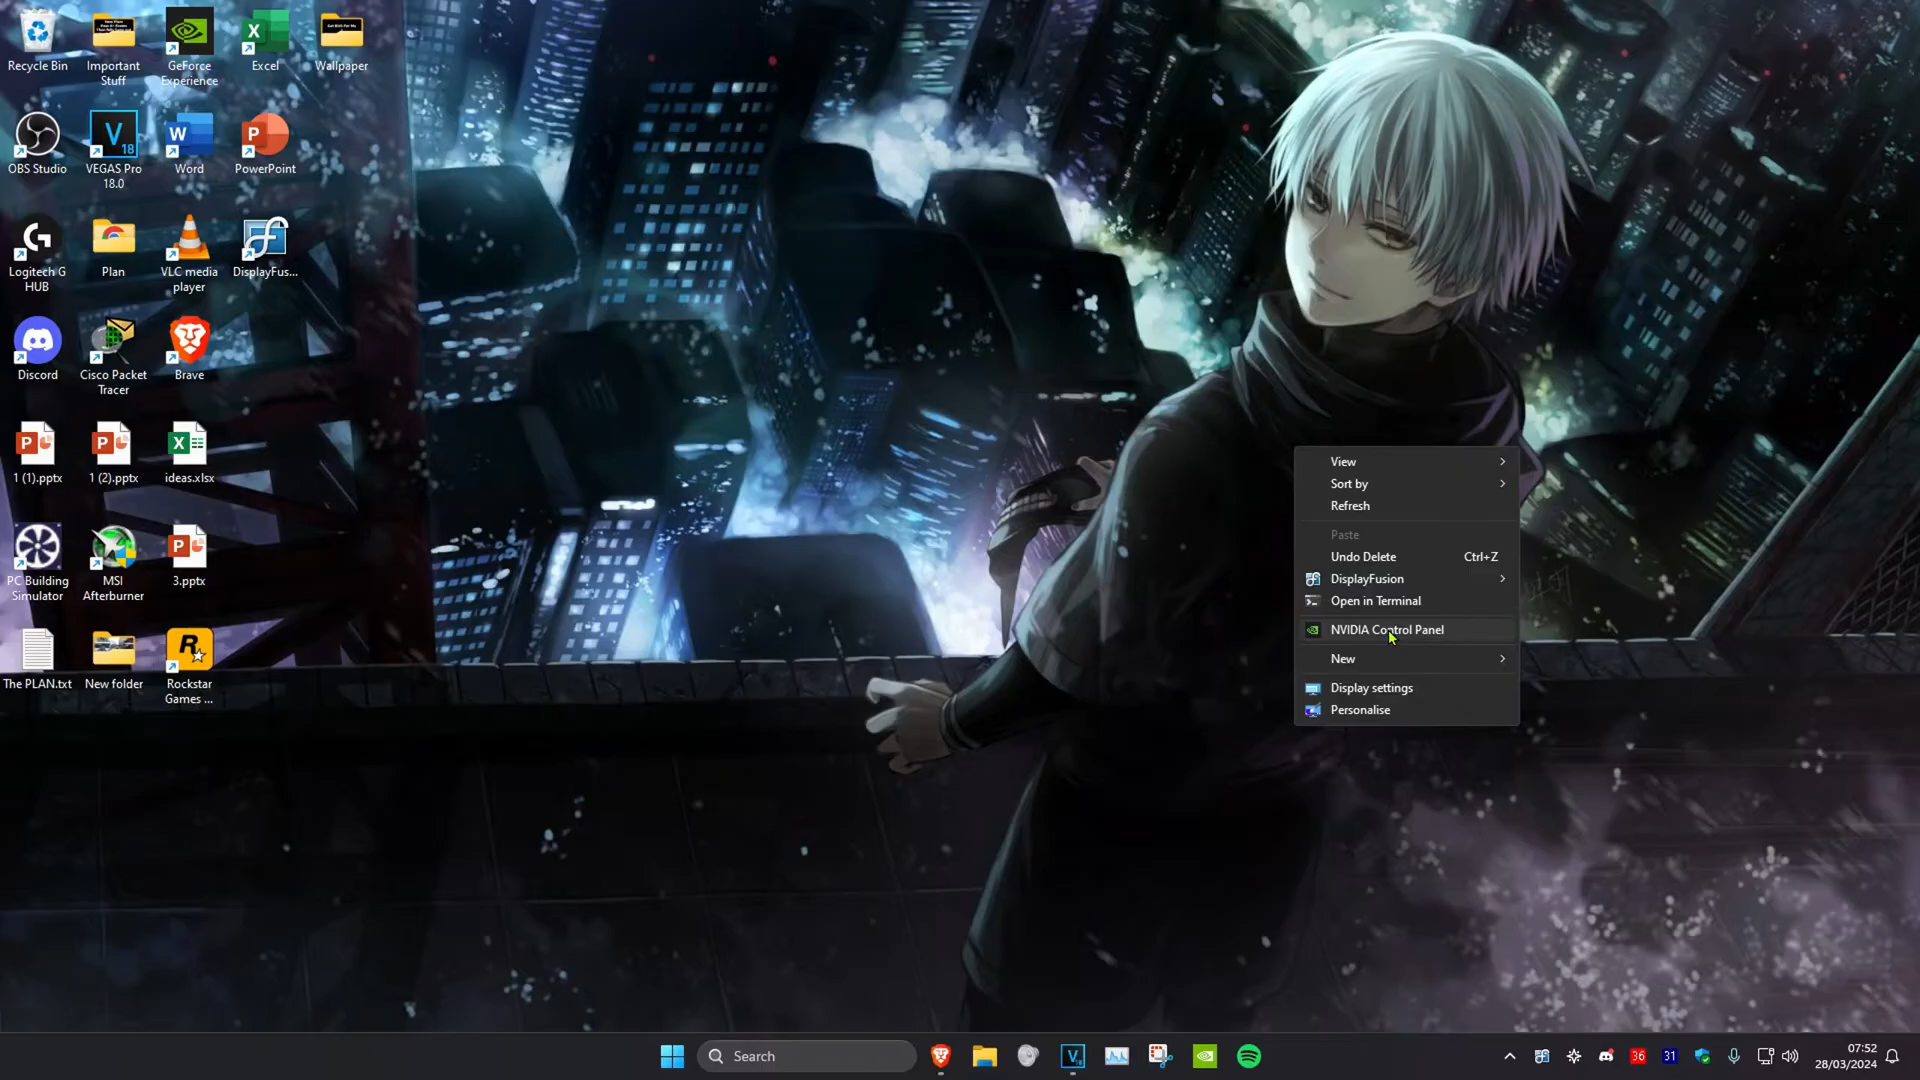 Recycle Bin
Important
Stuff
GeForce
Experience
Excel
Wallpaper
OBS Studio
VEGAS Pro
18.0
Word
PowerPoint
Logitech G
HUB
Plan
VLC media
player
DisplayFus...
Discord
Cisco Packet
Tracer
Brave
1 (1).pptx
1 (2).pptx
ideas.xlsx
PC Building
Simulator
MSI
Afterburner
3.pptx
The PLAN.txt
New folder
Rockstar
Games ...
View
Sort by
Refresh
Paste
Undo Delete Ctrl+Z
DisplayFusion
Open in Terminal
NVIDIA Control Panel
New
Display settings
Personalise
Search
36
31
07:52
28/03/2024